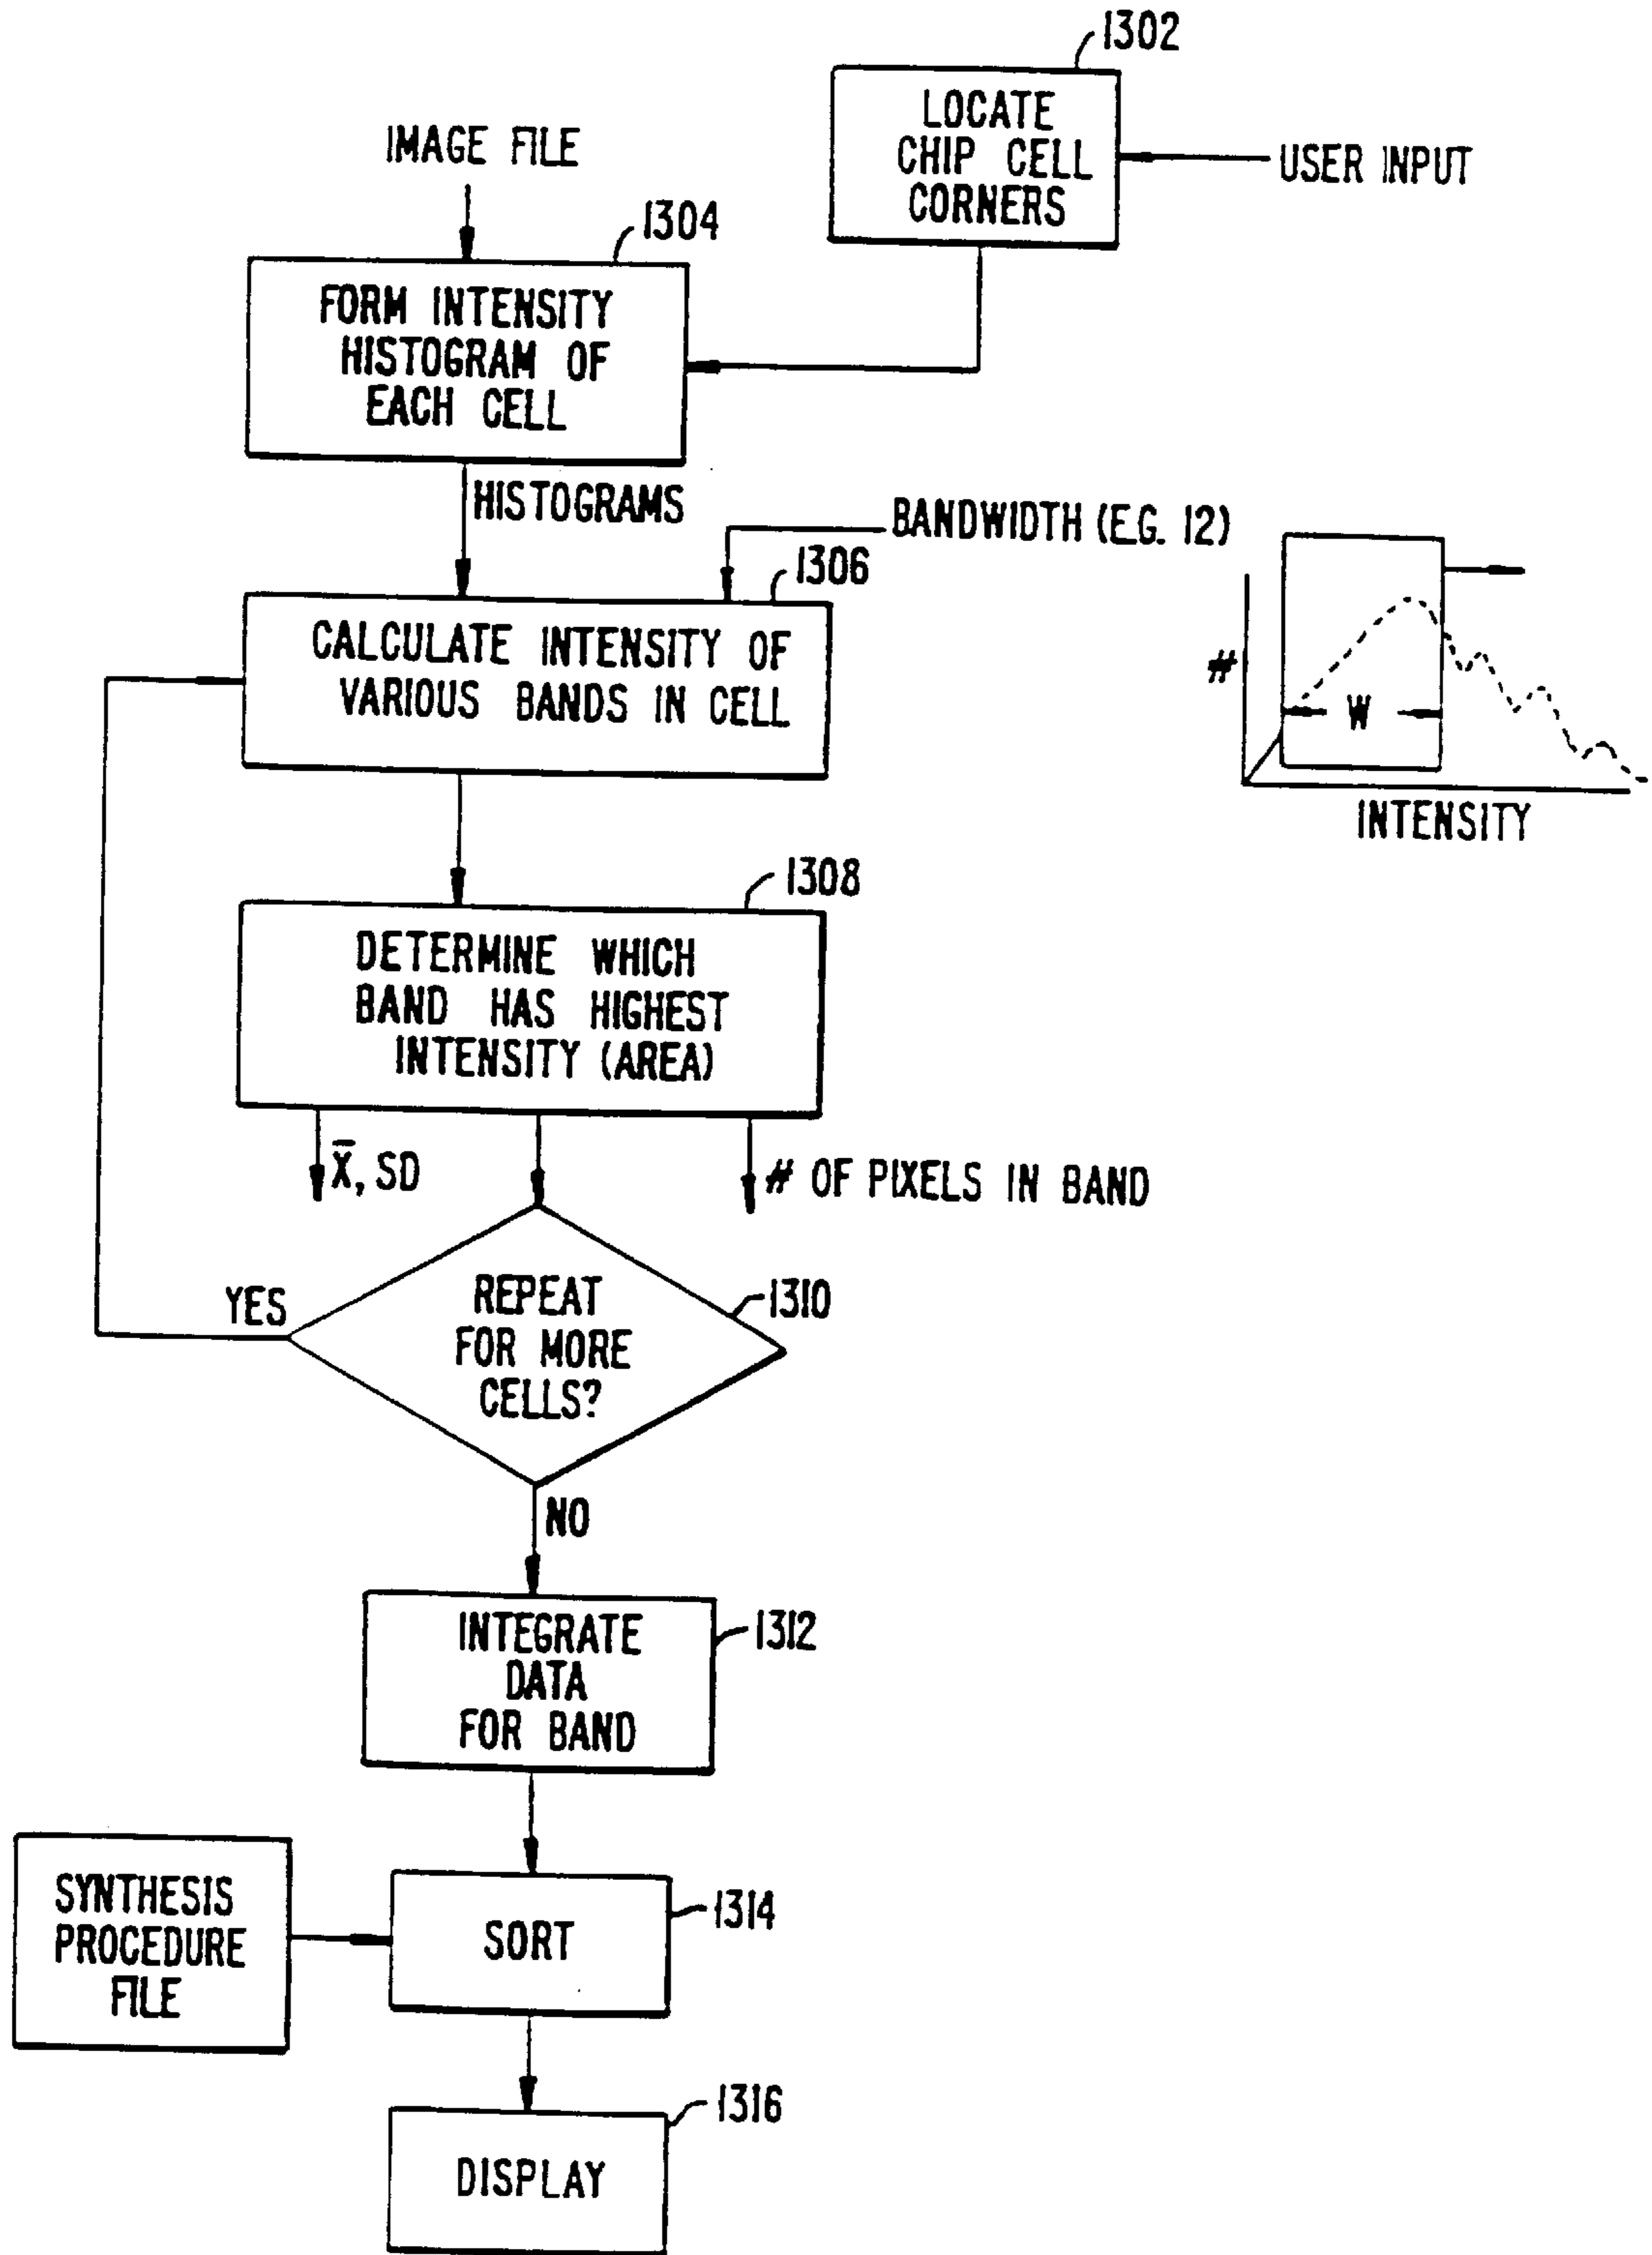 1302
LOCATE
CHIP CELL
CORNERS
USER INPUT
IMAGE FILE
1304
FORM INTENSITY
HISTOGRAM OF
EACH CELL
HISTOGRAMS
BANDWIDTH (E.G. 12)
1306
CALCULATE INTENSITY OF
VARIOUS BANDS IN CELL
#
W
INTENSITY
1308
DETERMINE WHICH
BAND HAS HIGHEST
INTENSITY (AREA)
X̄, SD
# OF PIXELS IN BAND
1310
REPEAT
FOR MORE
CELLS?
YES
NO
1312
INTEGRATE
DATA
FOR BAND
SYNTHESIS
PROCEDURE
FILE
1314
SORT
1316
DISPLAY